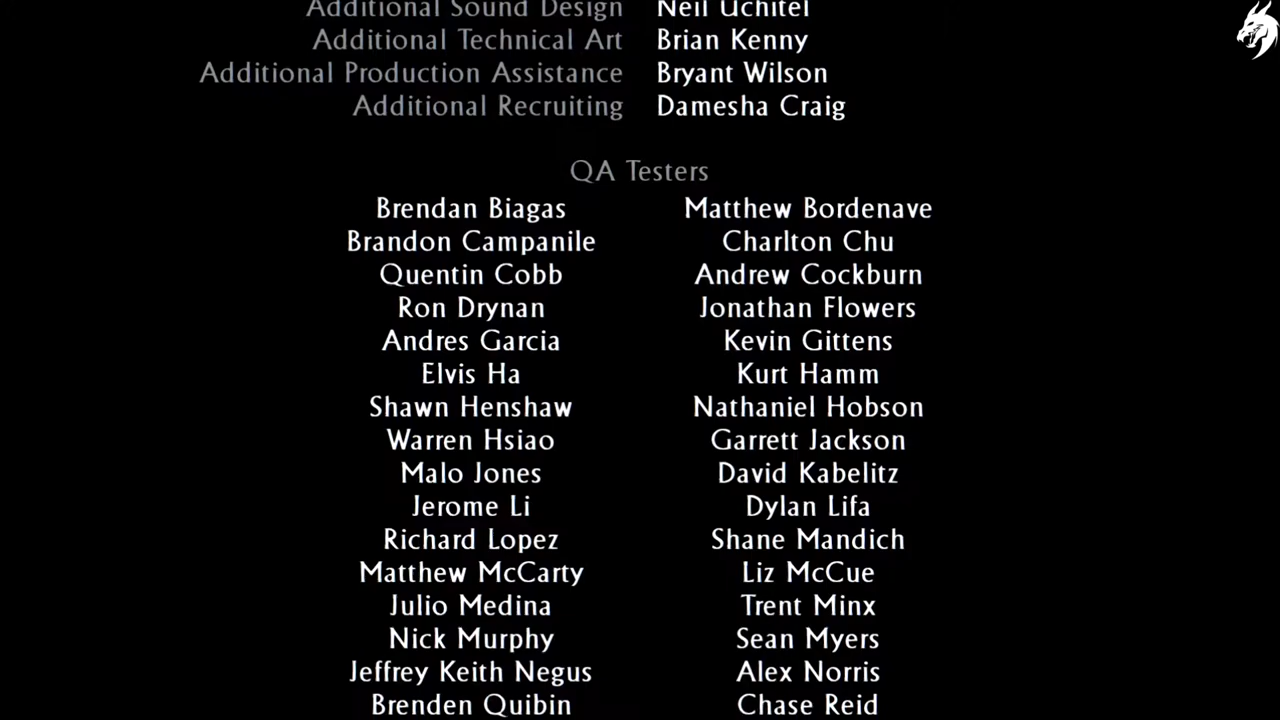 Additional Sound Design Neil Uchitel
Additional Technical Art Brian Kenny
Additional Production Assistance Bryant Wilson
Additional Recruiting Damesha Craig
QA Testers
Brendan Biagas Matthew Bordenave
Brandon Campanile Charlton Chu
Quentin Cobb Andrew Cockburn
Ron Drynan Jonathan Flowers
Andres Garcia Kevin Gittens
Elvis Ha Kurt Hamm
Shawn Henshaw Nathaniel Hobson
Warren Hsiao Garrett Jackson
Malo Jones David Kabelitz
Jerome Li Dylan Lifa
Richard Lopez Shane Mandich
Matthew McCarty Liz McCue
Julio Medina Trent Minx
Nick Murphy Sean Myers
Jeffrey Keith Negus Alex Norris
Brenden Quibin Chase Reid